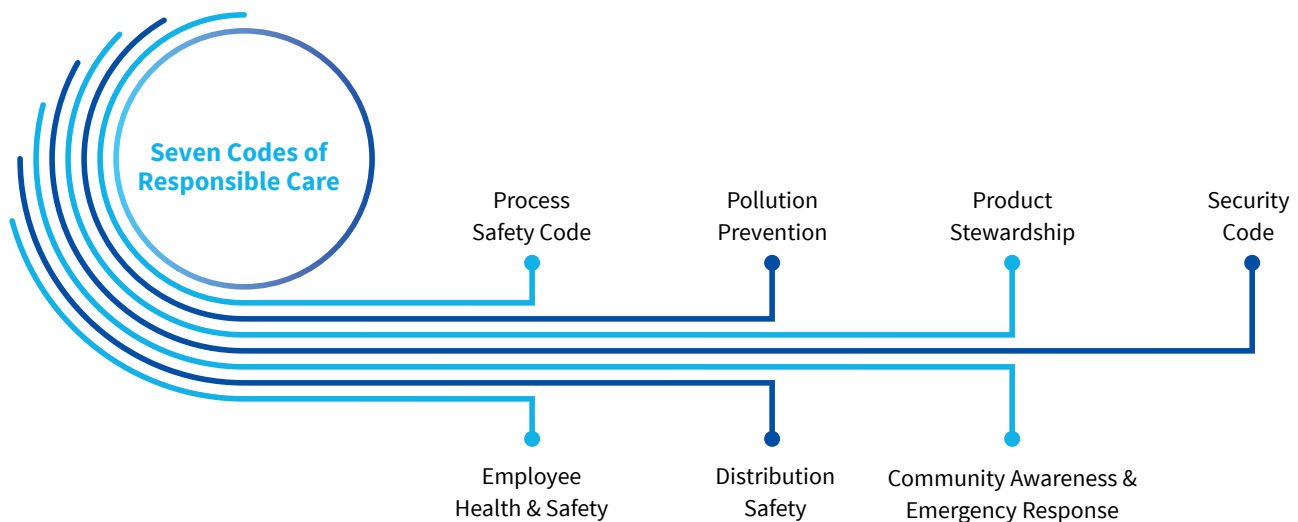 Seven Codes of
Responsible Care
Process
Safety Code
Pollution
Prevention
Product
Stewardship
Security
Code
Employee
Health & Safety
Distribution
Safety
Community Awareness &
Emergency Response